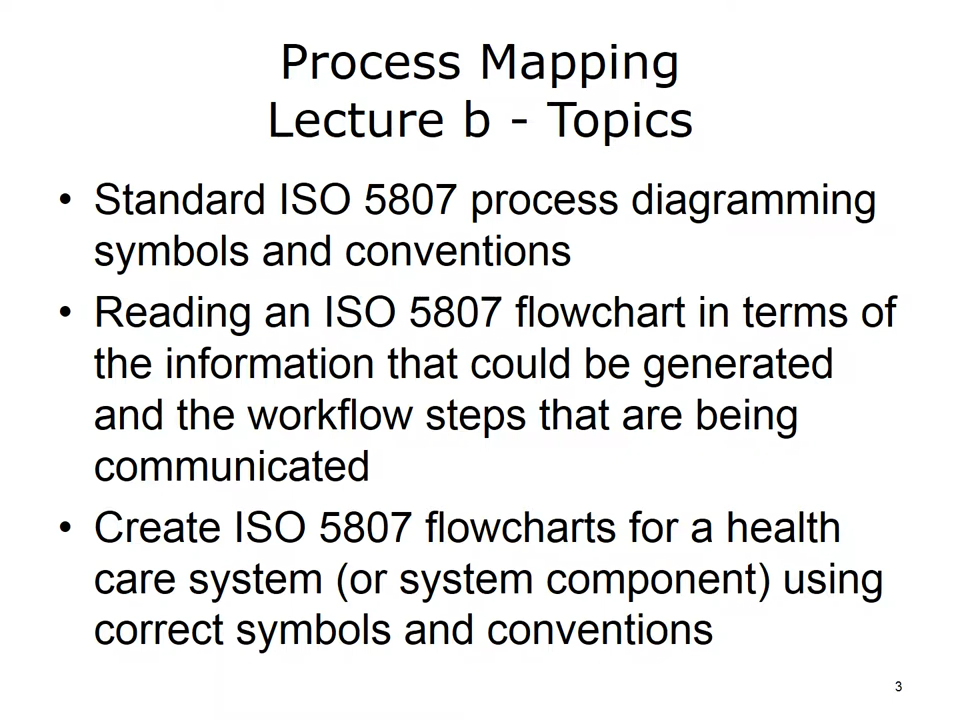 Process Mapping
Lecture b - Topics
• Standard ISO 5807 process diagramming
symbols and conventions
• Reading an ISO 5807 flowchart in terms of
the information that could be generated
and the workflow steps that are being
communicated
• Create ISO 5807 flowcharts for a health
care system (or system component) using
correct symbols and conventions
3